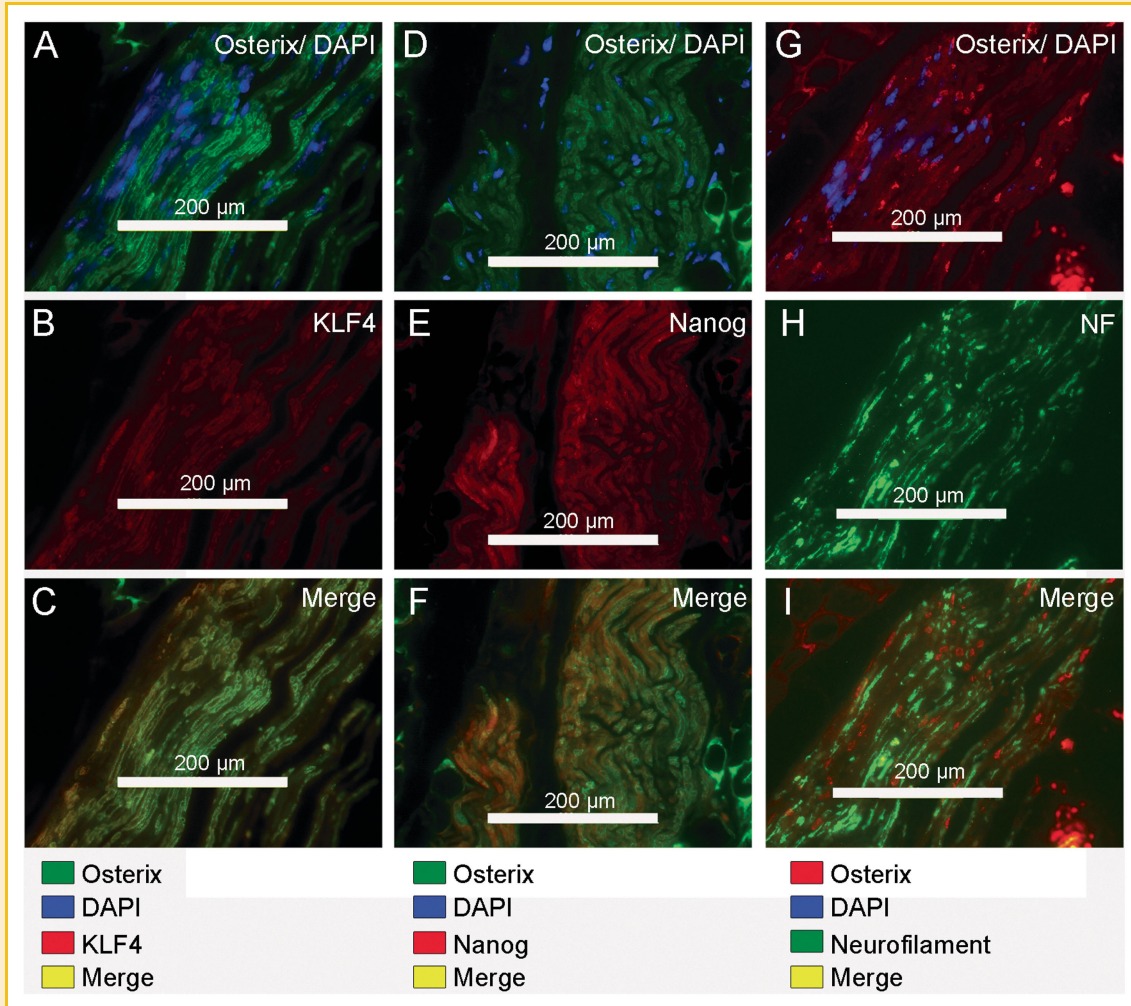 A
Osterix/ DAPI
200 µm
D
Osterix/ DAPI
200 µm
G
Osterix/ DAPI
200 µm
B
KLF4
200 µm
E
Nanog
200 µm
H
NF
200 µm
C
Merge
200 µm
F
Merge
200 µm
I
Merge
200 µm
Osterix
DAPI
KLF4
Merge
Osterix
DAPI
Nanog
Merge
Osterix
DAPI
Neurofilament
Merge